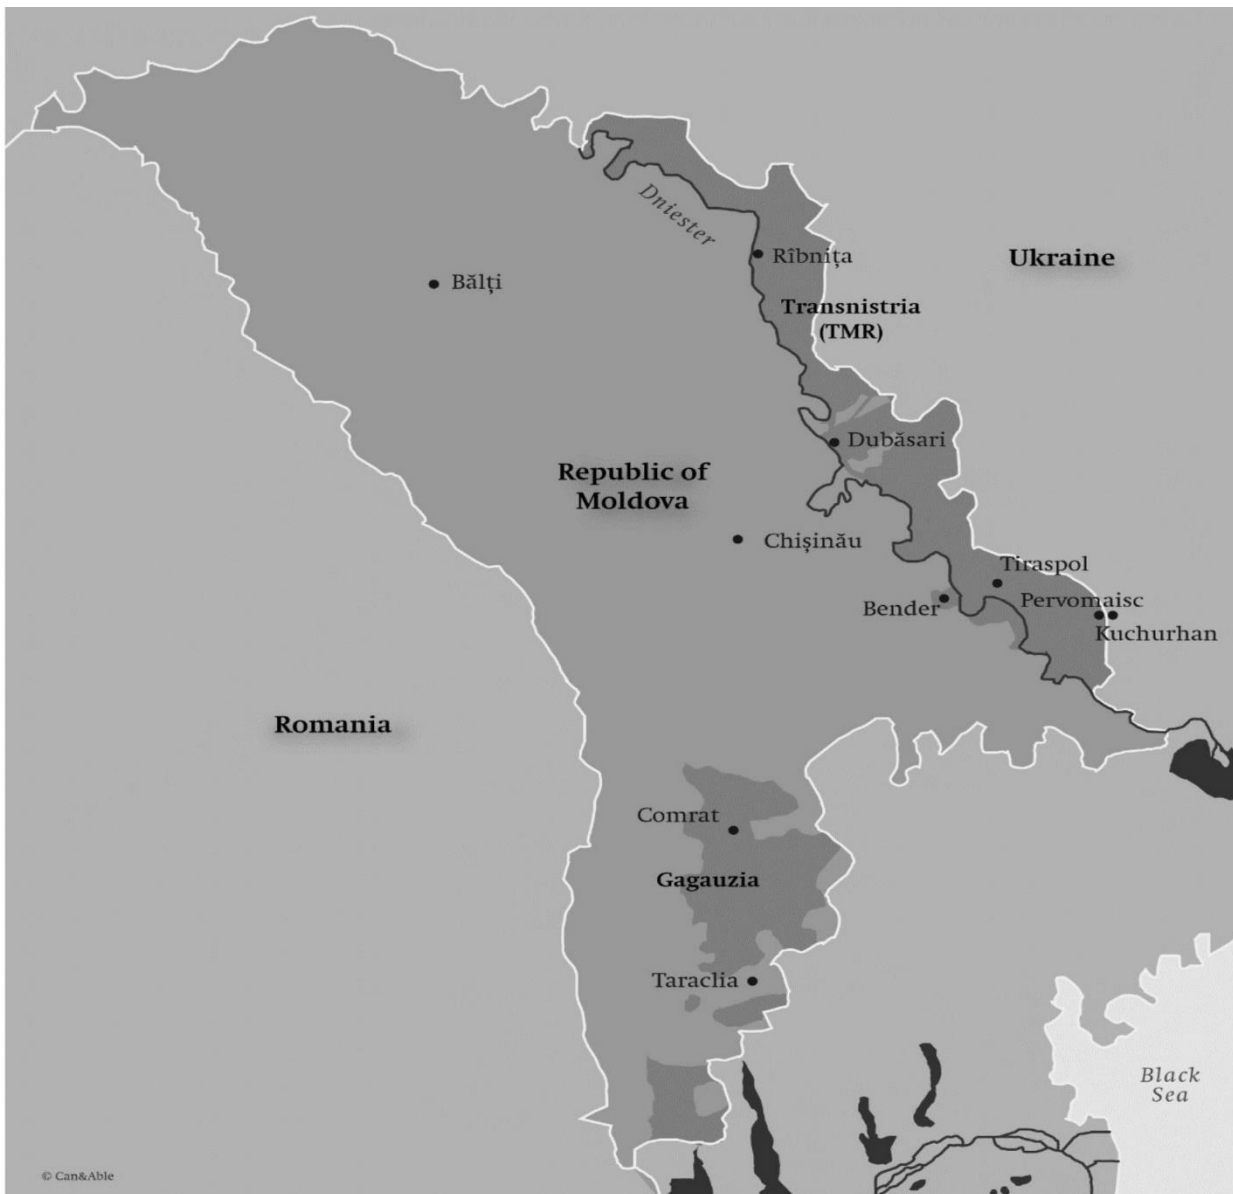 Dniester
Rîbnița
Ukraine
Bălți
Transnistria
(TMR)
Dubăsari
Republic of
Moldova
Chișinău
Tiraspol
Bender
Pervomaisc
Kuchurhan
Romania
Comrat
Gagauzia
Taraclia
Black
Sea
© Can&Able